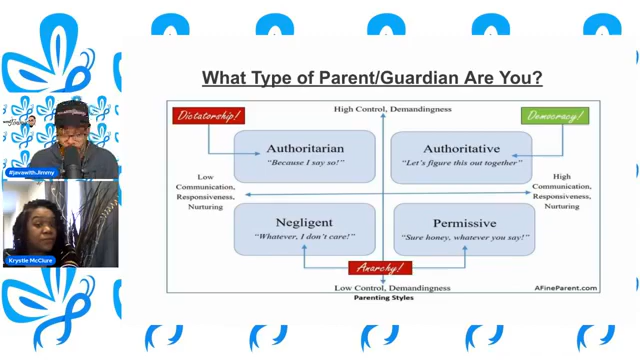 What Type of Parent/Guardian Are You?
Dictatorship!
High Control, Demandingness
Democracy!
Authoritarian
"Because I say so!"
Authoritative
"Let's figure this out together"
Low
Communication,
Responsiveness,
Nurturing
High
Communication,
Responsiveness,
Nurturing
Negligent
"Whatever, I don't care!"
Permissive
"Sure honey, whatever you say!"
Anarchy!
Low Control, Demandingness
AFineParent.com
Parenting Styles
#javawithJimmy
Krystle McClure